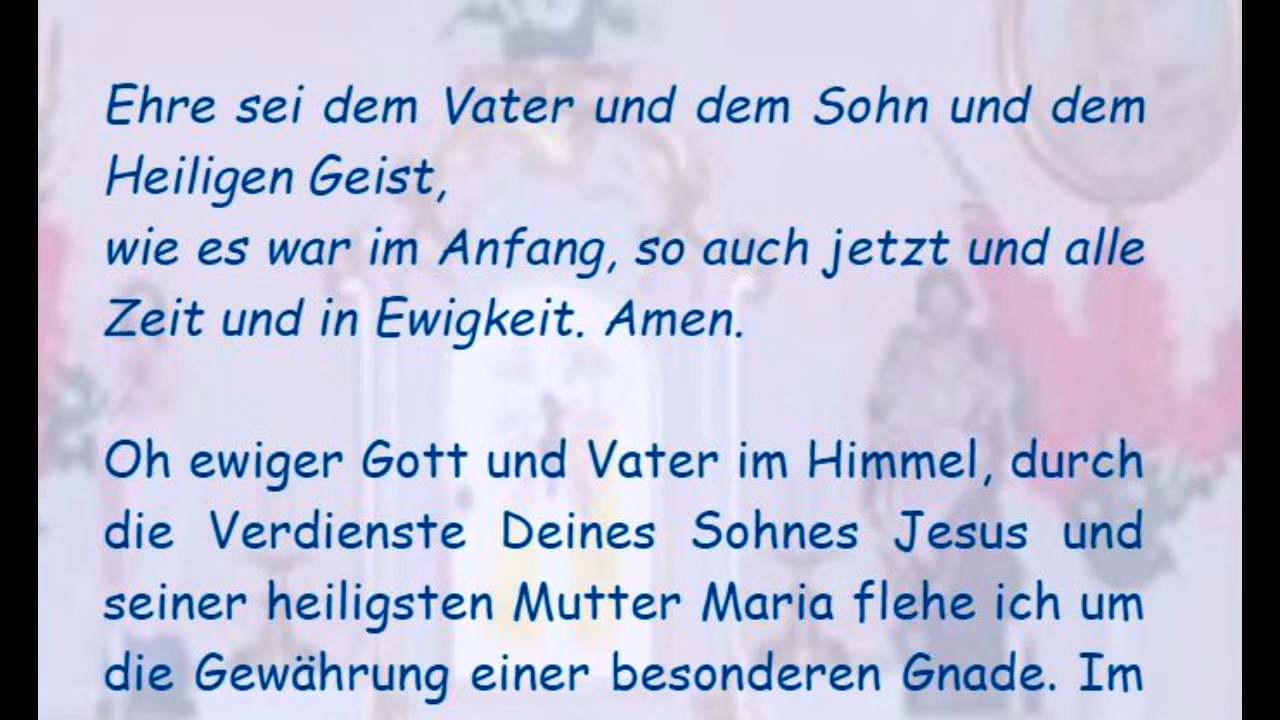 Ehre sei dem Vater und dem Sohn und dem
Heiligen Geist,
wie es war im Anfang, so auch jetzt und alle
Zeit und in Ewigkeit. Amen.
Oh ewiger Gott und Vater im Himmel, durch
die Verdienste Deines Sohnes Jesus und
seiner heiligsten Mutter Maria flehe ich um
die Gewährung einer besonderen Gnade. Im